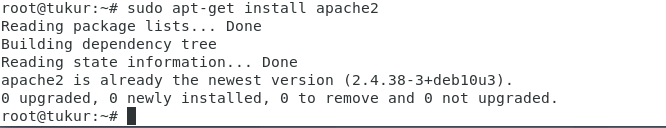 root@tukur:~# sudo apt-get install apache2
Reading package lists... Done
Building dependency tree
Reading state information... Done
apache2 is already the newest version (2.4.38-3+deb10u3).
0 upgraded, 0 newly installed, 0 to remove and 0 not upgraded.
root@tukur:~#